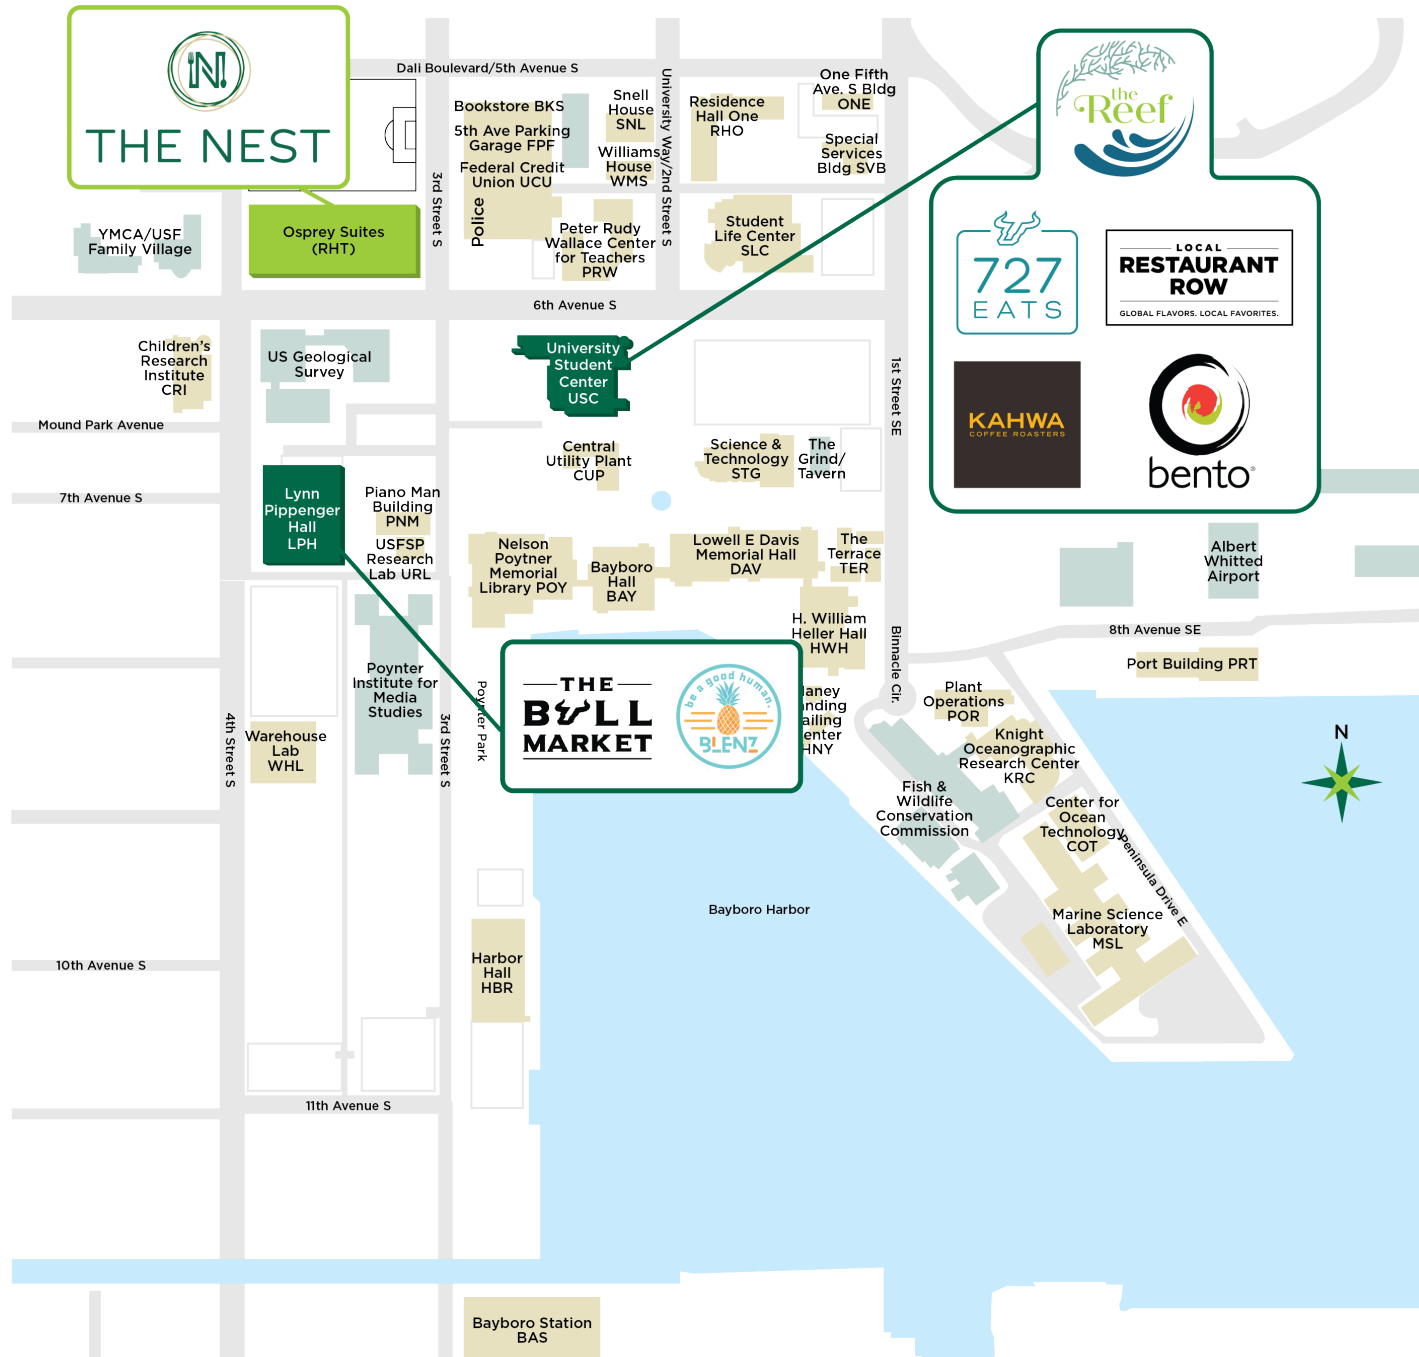 THE NEST
Dali Boulevard/5th Avenue S
University Way/2nd Street S
3rd Street S
Bookstore BKS
5th Ave Parking
Garage FPF
Federal Credit
Union UCU
Police
Snell
House
SNL
Williams
House
WMS
Residence
Hall One
RHO
One Fifth
Ave. S Bldg
ONE
Special
Services
Bldg SVB
the
Reef
YMCA/USF
Family Village
Osprey Suites
(RHT)
Peter Rudy
Wallace Center
for Teachers
PRW
Student
Life Center
SLC
727
EATS
LOCAL
RESTAURANT
ROW
GLOBAL FLAVORS. LOCAL FAVORITES.
KAHWA
COFFEE ROASTERS
bento
6th Avenue S
Children's
Research
Institute
CRI
US Geological
Survey
University
Student
Center
USC
1st Street SE
Mound Park Avenue
Central
Utility Plant
CUP
Science &
Technology
STG
The
Grind/
Tavern
7th Avenue S
Lynn
Pippenger
Hall
LPH
Piano Man
Building
PNM
USFSP
Research
Lab URL
Nelson
Poytner
Memorial
Library POY
Bayboro
Hall
BAY
Lowell E Davis
Memorial Hall
DAV
The
Terrace
TER
Albert
Whitted
Airport
H. William
Heller Hall
HWH
Binnacle Cir.
8th Avenue SE
Port Building PRT
Poynter
Institute for
Media
Studies
Poynter Park
THE
BULL
MARKET
be a good human.
BLENZ
HNY
Plant
Operations
POR
Knight
Oceanographic
Research Center
KRC
N
4th Street S
Warehouse
Lab
WHL
3rd Street S
Fish &
Wildlife
Conservation
Commission
Center for
Ocean
Technology
COT
Peninsula Drive E
Bayboro Harbor
Marine Science
Laboratory
MSL
10th Avenue S
Harbor
Hall
HBR
11th Avenue S
Bayboro Station
BAS